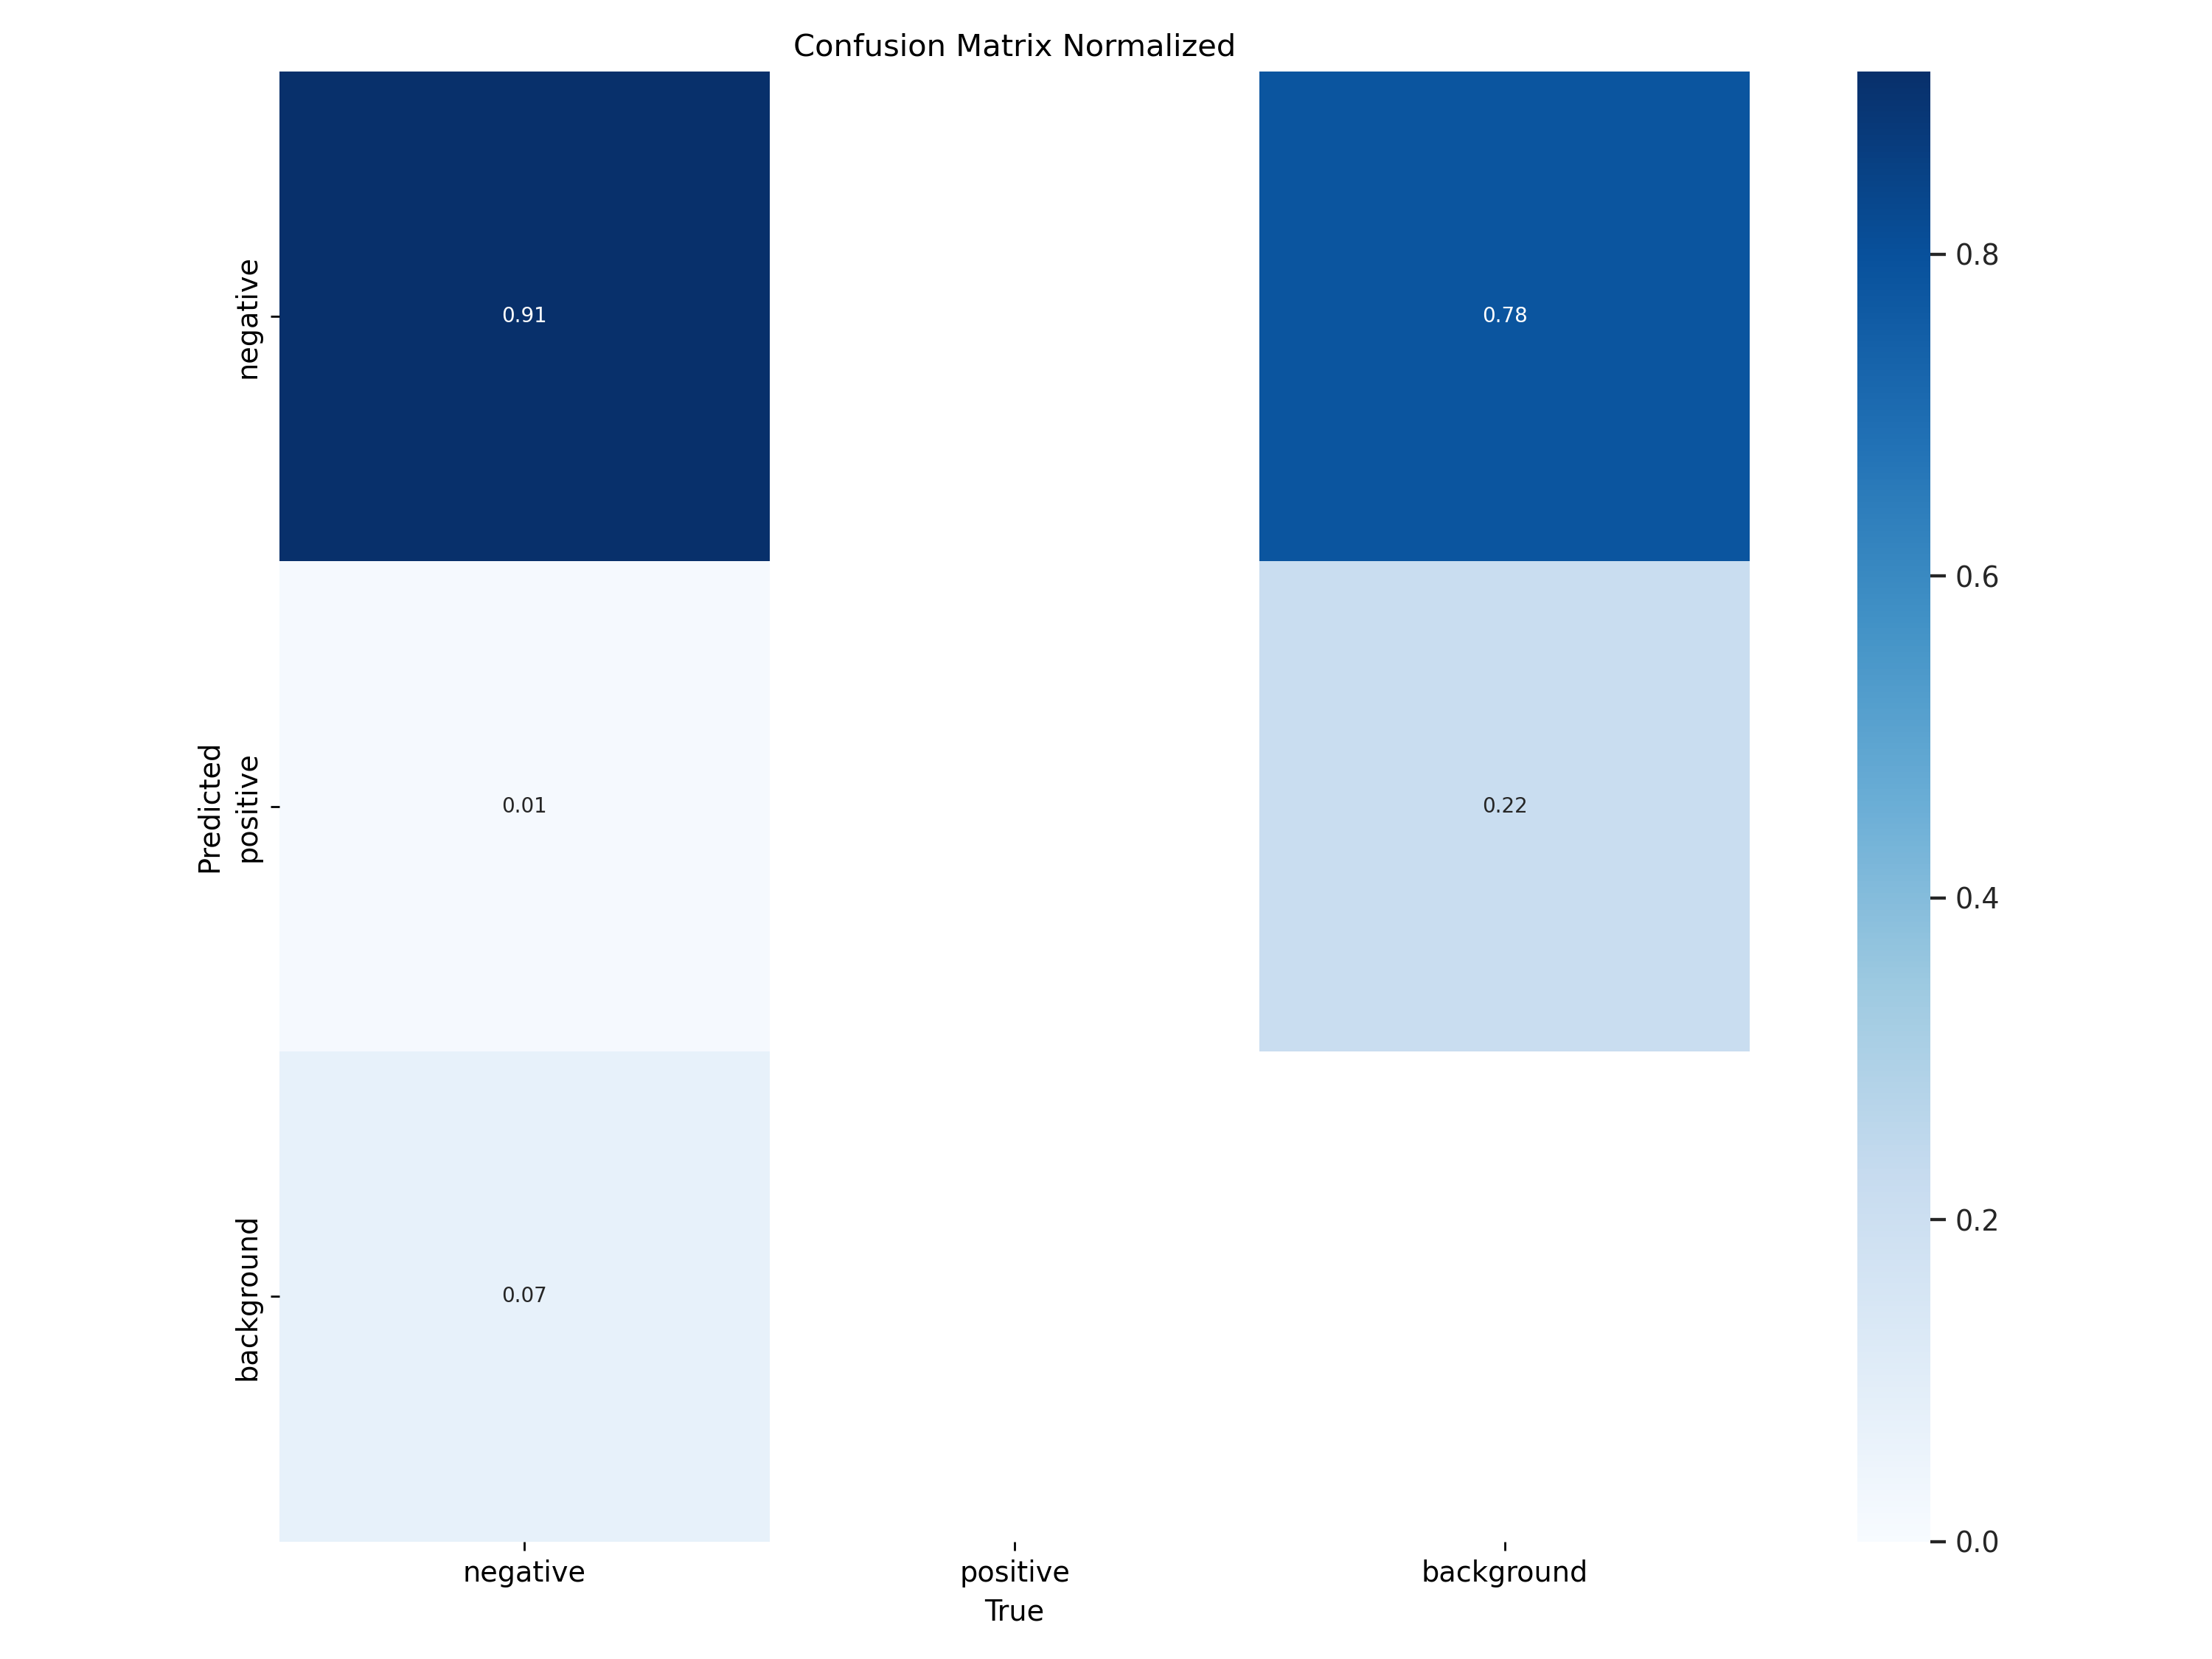 Confusion Matrix Normalized
negative
0.91
0.78
0.8
0.6
Predicted
positive
0.01
0.22
0.4
background
0.07
0.2
0.0
negative
positive
background
True